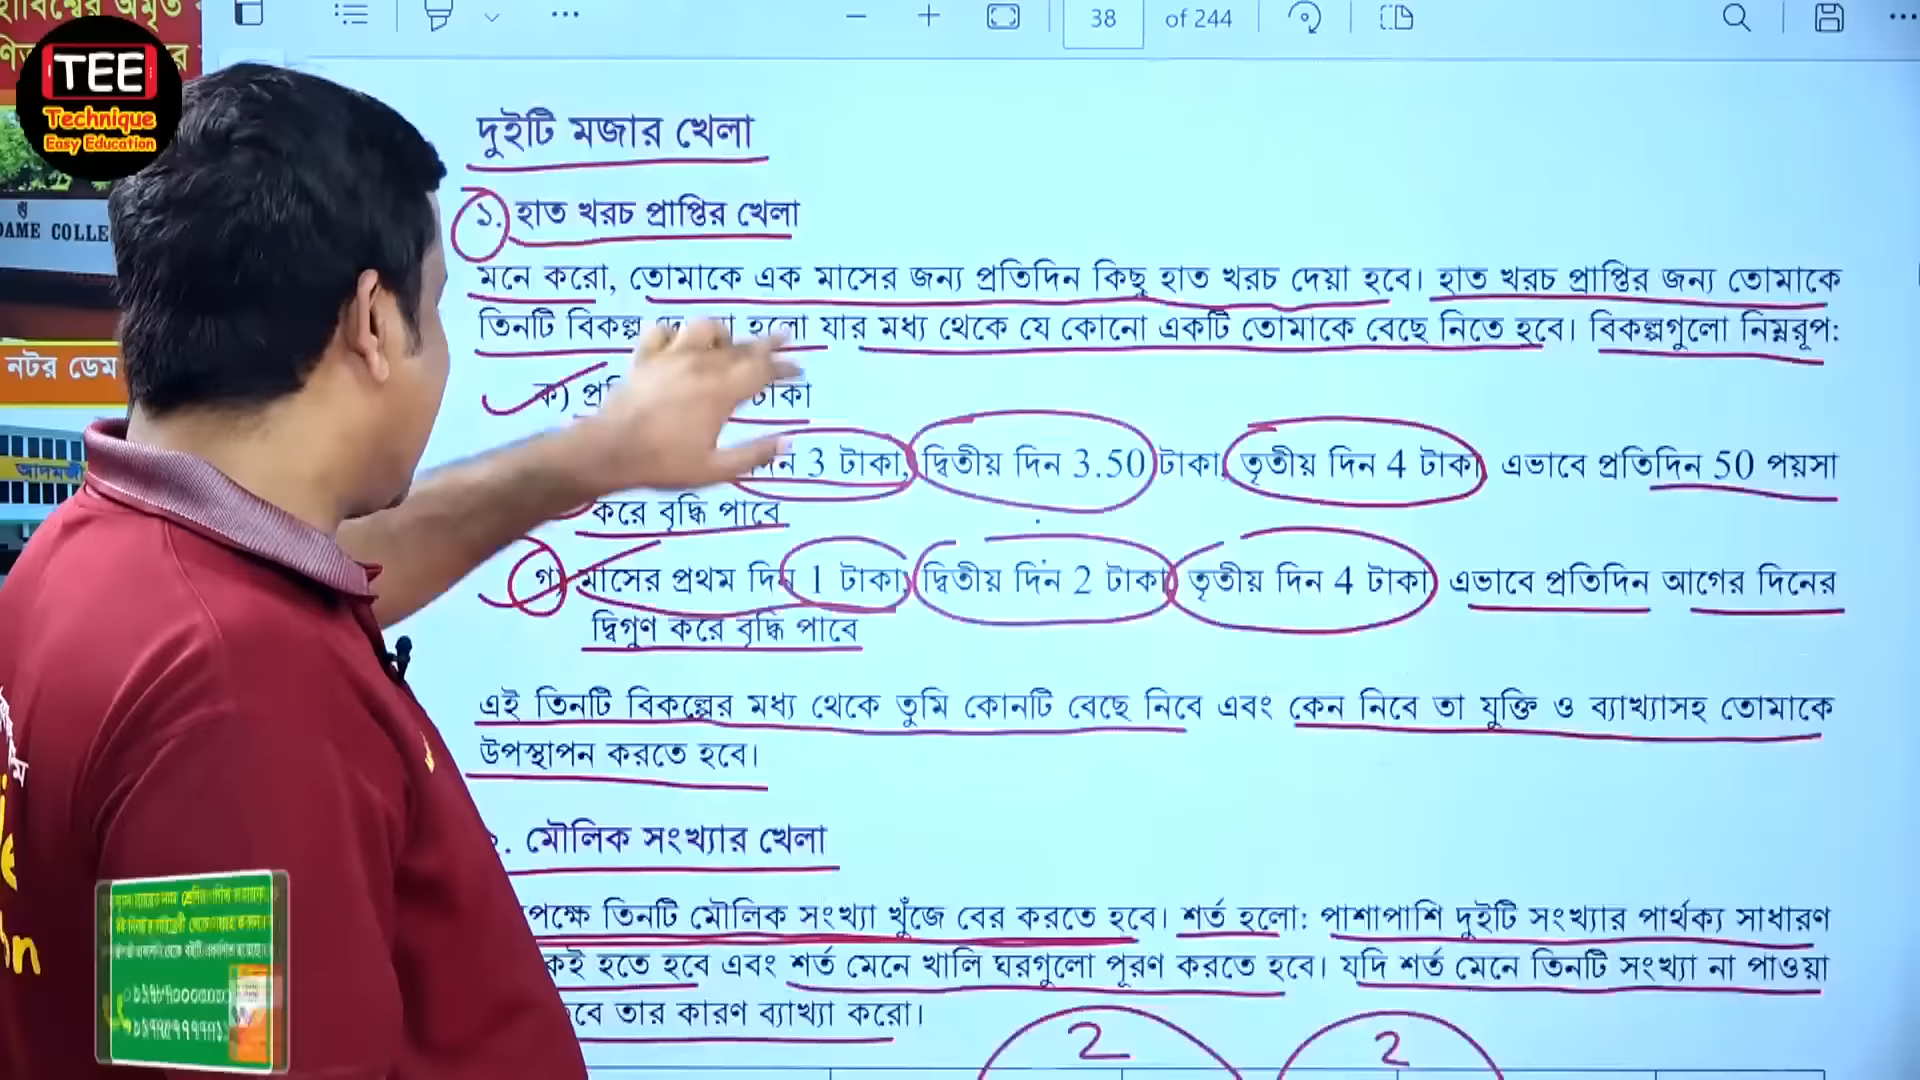 38 of 244
TEE
Technique
Easy Education
DAME COLLE
নটর ডেম
দুইটি মজার খেলা
১. হাত খরচ প্রাপ্তির খেলা
মনে করো, তোমাকে এক মাসের জন্য প্রতিদিন কিছু হাত খরচ দেয়া হবে। হাত খরচ প্রাপ্তির জন্য তোমাকে
তিনটি বিকল্প হলো যার মধ্য থেকে যে কোনো একটি তোমাকে বেছে নিতে হবে। বিকল্পগুলো নিম্নরূপ:
ক) টাকা
দিন 3 টাকা, দ্বিতীয় দিন 3.50 টাকা, তৃতীয় দিন 4 টাকা এভাবে প্রতিদিন 50 পয়সা
করে বৃদ্ধি পাবে
গ) মাসের প্রথম দিন 1 টাকা, দ্বিতীয় দিন 2 টাকা, তৃতীয় দিন 4 টাকা এভাবে প্রতিদিন আগের দিনের
দ্বিগুণ করে বৃদ্ধি পাবে
এই তিনটি বিকল্পের মধ্য থেকে তুমি কোনটি বেছে নিবে এবং কেন নিবে তা যুক্তি ও ব্যাখ্যাসহ তোমাকে
উপস্থাপন করতে হবে।
. মৌলিক সংখ্যার খেলা
পক্ষে তিনটি মৌলিক সংখ্যা খুঁজে বের করতে হবে। শর্ত হলো: পাশাপাশি দুইটি সংখ্যার পার্থক্য সাধারণ
কই হতে হবে এবং শর্ত মেনে খালি ঘরগুলো পূরণ করতে হবে। যদি শর্ত মেনে তিনটি সংখ্যা না পাওয়া
বে তার কারণ ব্যাখ্যা করো।
2 2